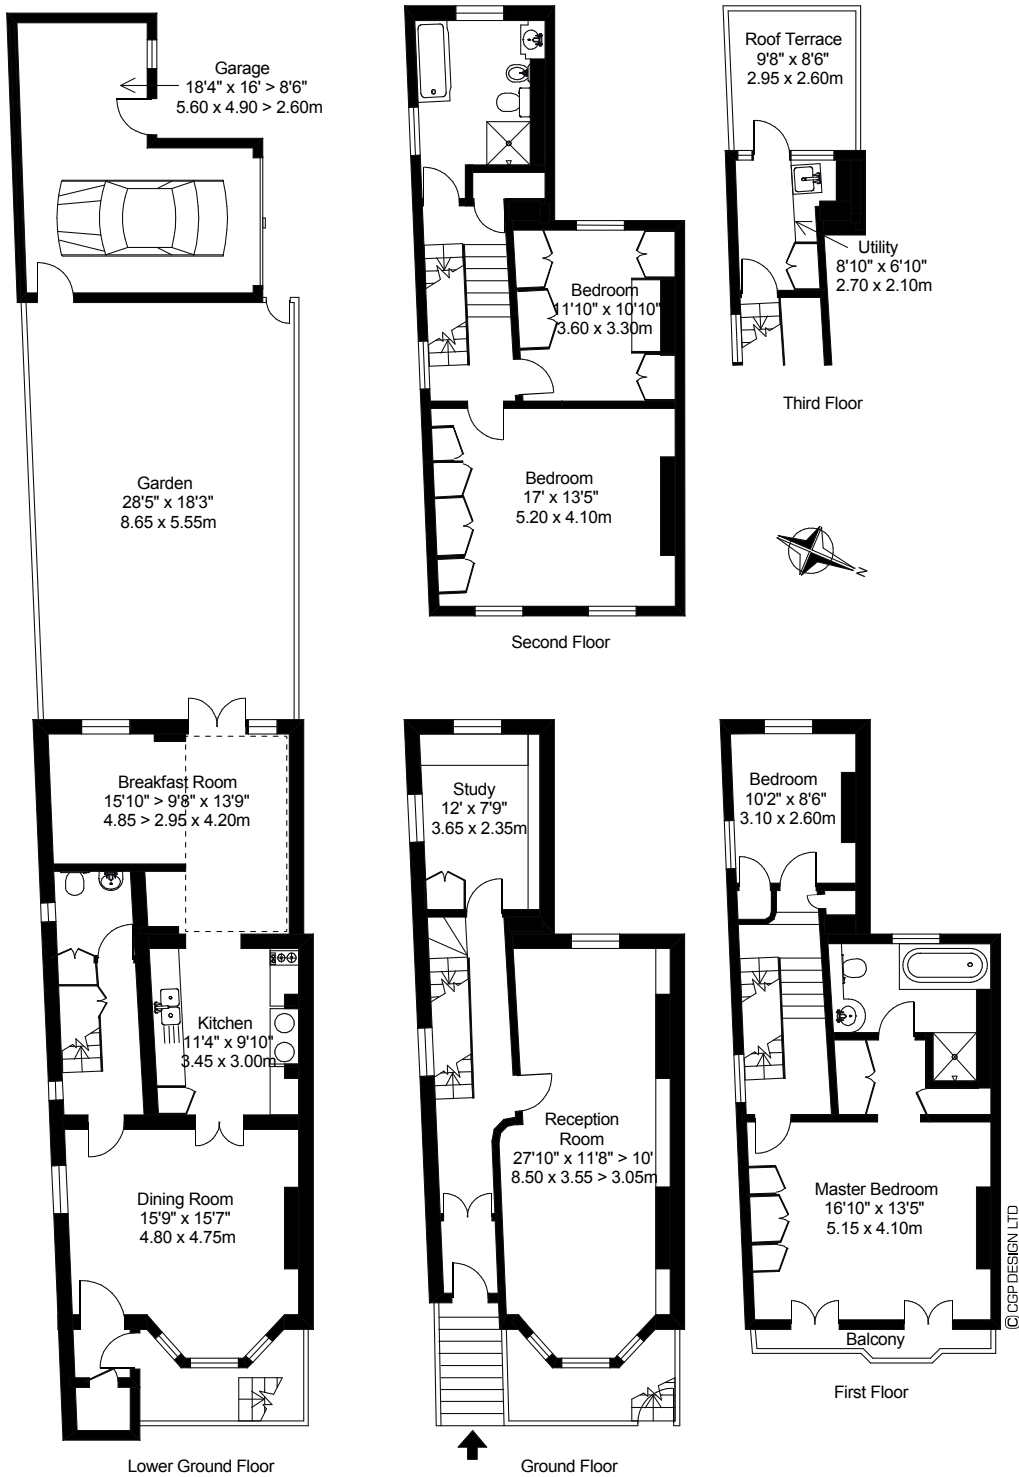 Garage
18'4" x 16' > 8'6"
5.60 x 4.90 > 2.60m
Garden
28'5" x 18'3"
8.65 x 5.55m
Breakfast Room
15'10" > 9'8" x 13'9"
4.85 > 2.95 x 4.20m
Kitchen
11'4" x 9'10"
3.45 x 3.00m
Dining Room
15'9" x 15'7"
4.80 x 4.75m
Lower Ground Floor
Bedroom
11'10" x 10'10"
3.60 x 3.30m
Bedroom
17' x 13'5"
5.20 x 4.10m
Second Floor
Roof Terrace
9'8" x 8'6"
2.95 x 2.60m
Utility
8'10" x 6'10"
2.70 x 2.10m
Third Floor
N
Study
12' x 7'9"
3.65 x 2.35m
Reception
Room
27'10" x 11'8" > 10'
8.50 x 3.55 > 3.05m
Ground Floor
Bedroom
10'2" x 8'6"
3.10 x 2.60m
Master Bedroom
16'10" x 13'5"
5.15 x 4.10m
Balcony
First Floor
(C) CGP DESIGN LTD